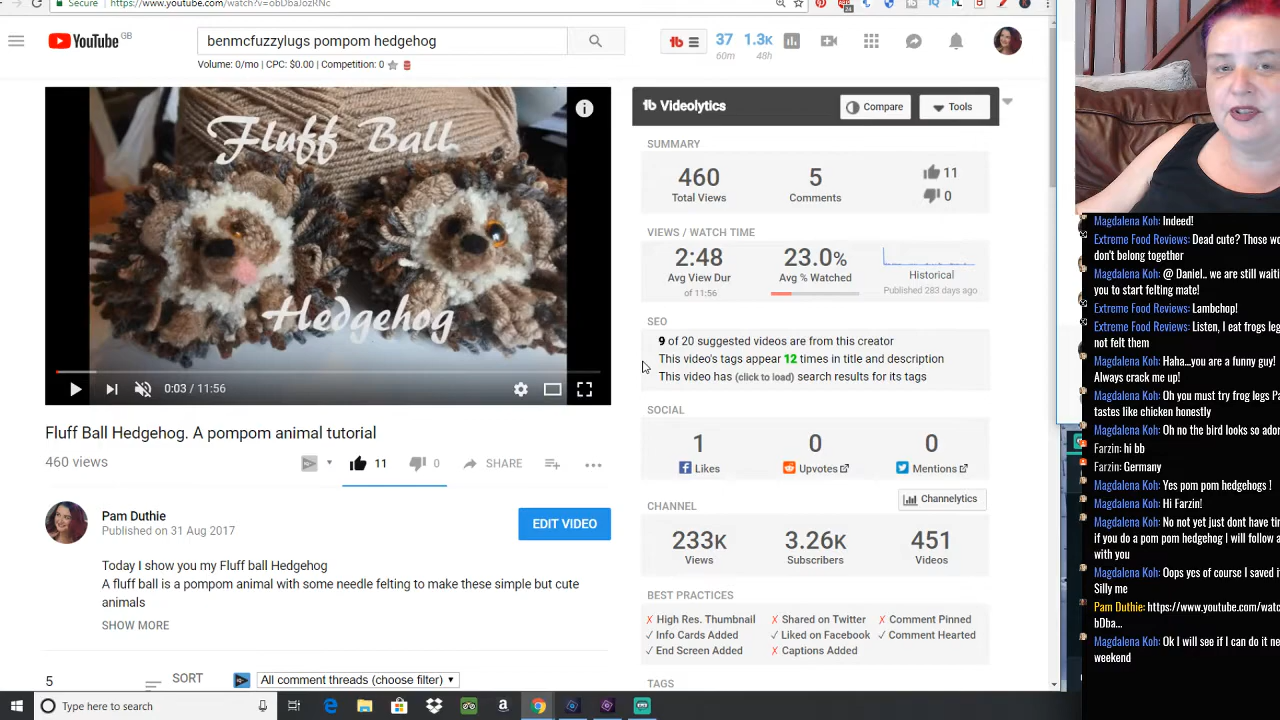 Secure https://www.youtube.com/watch?v=obDbaJozRNc
YouTube GB
benmcfuzzylugs pompom hedgehog
Volume: 0/mo | CPC: $0.00 | Competition: 0
tb
37
60m
1.3K
48h
Fluff Ball
Hedgehog
0:03 / 11:56
Fluff Ball Hedgehog. A pompom animal tutorial
460 views
11
0
SHARE
Pam Duthie
Published on 31 Aug 2017
EDIT VIDEO
Today I show you my Fluff ball Hedgehog
A fluff ball is a pompom animal with some needle felting to make these simple but cute
animals
SHOW MORE
5
SORT
All comment threads (choose filter)
tb Videolytics
Compare
Tools
SUMMARY
460
Total Views
5
Comments
11
0
VIEWS / WATCH TIME
2:48
Avg View Dur
of 11:56
23.0%
Avg % Watched
Historical
Published 283 days ago
SEO
9 of 20 suggested videos are from this creator
This video's tags appear 12 times in title and description
This video has (click to load) search results for its tags
SOCIAL
1
Likes
0
Upvotes
0
Mentions
CHANNEL
Channelytics
233K
Views
3.26K
Subscribers
451
Videos
BEST PRACTICES
✗ High Res. Thumbnail
✗ Shared on Twitter
✗ Comment Pinned
✓ Info Cards Added
✓ Liked on Facebook
✓ Comment Hearted
✓ End Screen Added
✗ Captions Added
TAGS
Magdalena Koh: Indeed!
Extreme Food Reviews: Dead cute? Those wo
don't belong together
Magdalena Koh: @ Daniel.. we are still waiti
you to start felting mate!
Extreme Food Reviews: Lambchop!
Extreme Food Reviews: Listen, I eat frogs leg
not felt them
Magdalena Koh: Haha...you are a funny guy!
Always crack me up!
Magdalena Koh: Oh you must try frog legs Pa
tastes like chicken honestly
Magdalena Koh: Oh no the bird looks so ador
Farzin: hi bb
Farzin: Germany
Magdalena Koh: Yes pom pom hedgehogs !
Magdalena Koh: Hi Farzin!
Magdalena Koh: No not yet just dont have tim
if you do a pom pom hedgehog I will follow a
with you
Magdalena Koh: Oops yes of course I saved it
Silly me
Pam Duthie: https://www.youtube.com/watc
bDba...
Magdalena Koh: Ok I will see if I can do it ne
weekend
Type here to search